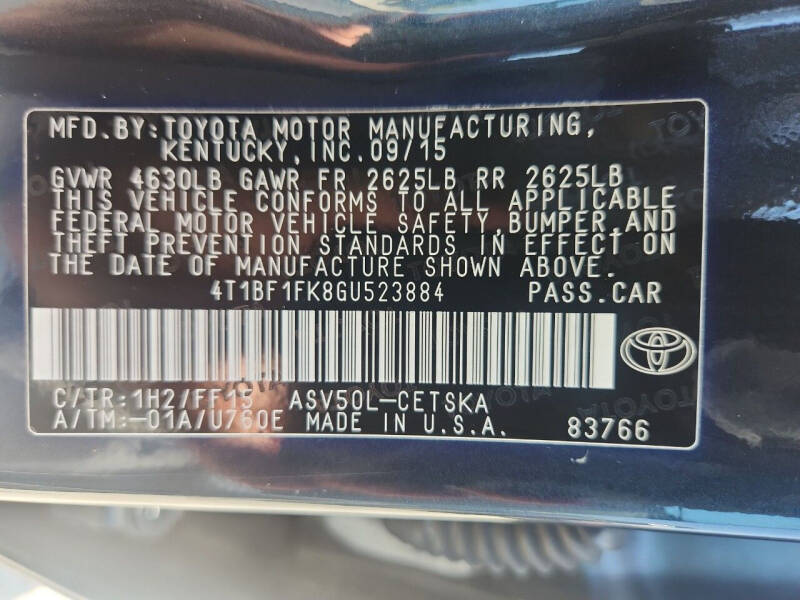 MFD. BY: TOYOTA MOTOR MANUFACTURING,
KENTUCKY, INC. 09/15
GVWR 4630LB GAWR FR 2625LB RR 2625LB
THIS VEHICLE CONFORMS TO ALL APPLICABLE
FEDERAL MOTOR VEHICLE SAFETY, BUMPER, AND
THEFT PREVENTION STANDARDS IN EFFECT ON
THE DATE OF MANUFACTURE SHOWN ABOVE.
4T1BF1FK8GU523884 PASS. CAR
C/TR: 1H2/FF15 ASV50L-CETSKA
A/TM: -01A/U760E MADE IN U.S.A. 83766